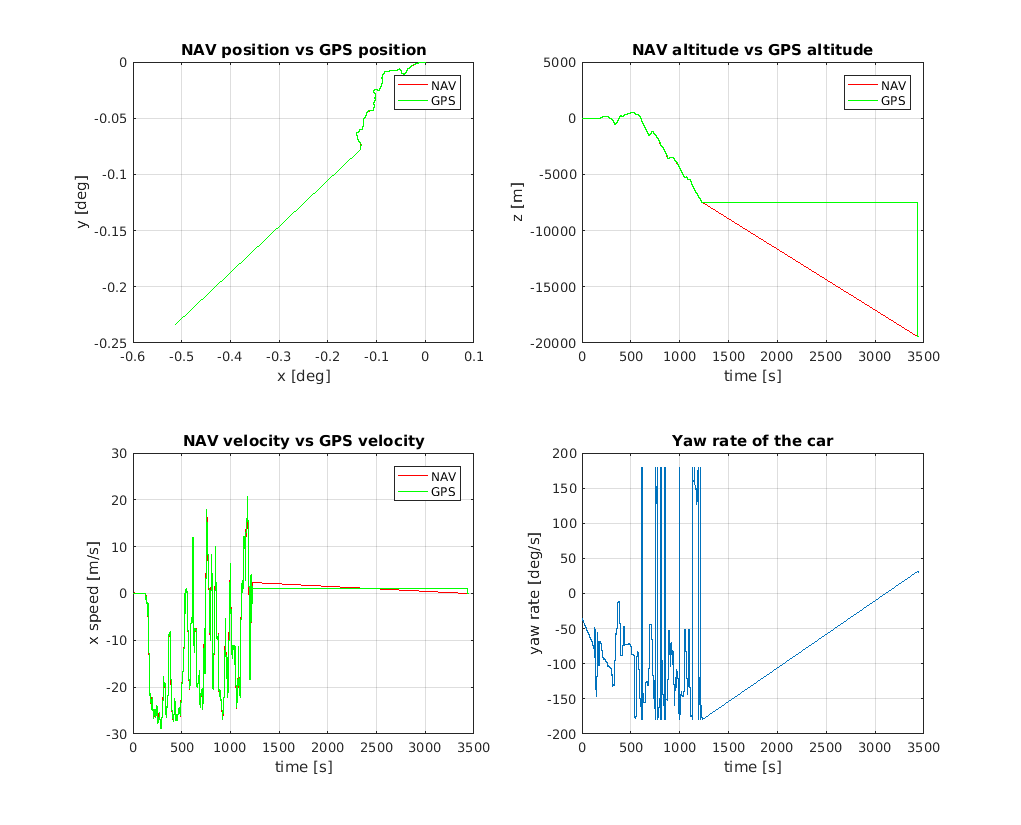 NAV position vs GPS position
0
-0.05
-0.1
-0.15
-0.2
-0.25
y [deg]
-0.6 -0.5 -0.4 -0.3 -0.2 -0.1 0 0.1
x [deg]
NAV
GPS
NAV altitude vs GPS altitude
5000
0
-5000
-10000
-15000
-20000
z [m]
0 500 1000 1500 2000 2500 3000 3500
time [s]
NAV
GPS
NAV velocity vs GPS velocity
30
20
10
0
-10
-20
-30
x speed [m/s]
0 500 1000 1500 2000 2500 3000 3500
time [s]
NAV
GPS
Yaw rate of the car
200
150
100
50
0
-50
-100
-150
-200
yaw rate [deg/s]
0 500 1000 1500 2000 2500 3000 3500
time [s]